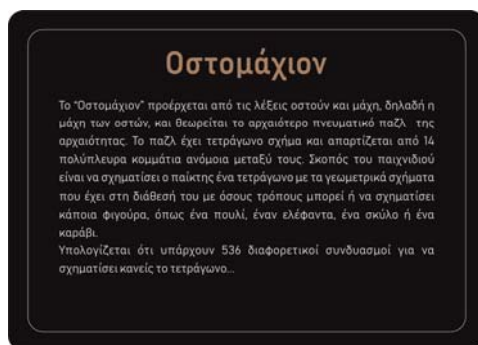 Οστομάχιον
Το “Οστομάχιον” προέρχεται από τις λέξεις οστούν και μάχη, δηλαδή η
μάχη των οστών, και θεωρείται το αρχαιότερο πνευματικό παζλ της
αρχαιότητας. Το παζλ έχει τετράγωνο σχήμα και απαρτίζεται από 14
πολύπλευρα κομμάτια ανόμοια μεταξύ τους. Σκοπός του παιχνιδιού
είναι να σχηματίσει ο παίκτης ένα τετράγωνο με τα γεωμετρικά σχήματα
που έχει στη διάθεσή του με όσους τρόπους μπορεί ή να σχηματίσει
κάποια φιγούρα, όπως ένα πουλί, έναν ελέφαντα, ένα σκύλο ή ένα
καράβι.
Υπολογίζεται ότι υπάρχουν 536 διαφορετικοί συνδυασμοί για να
σχηματίσει κανείς το τετράγωνο...